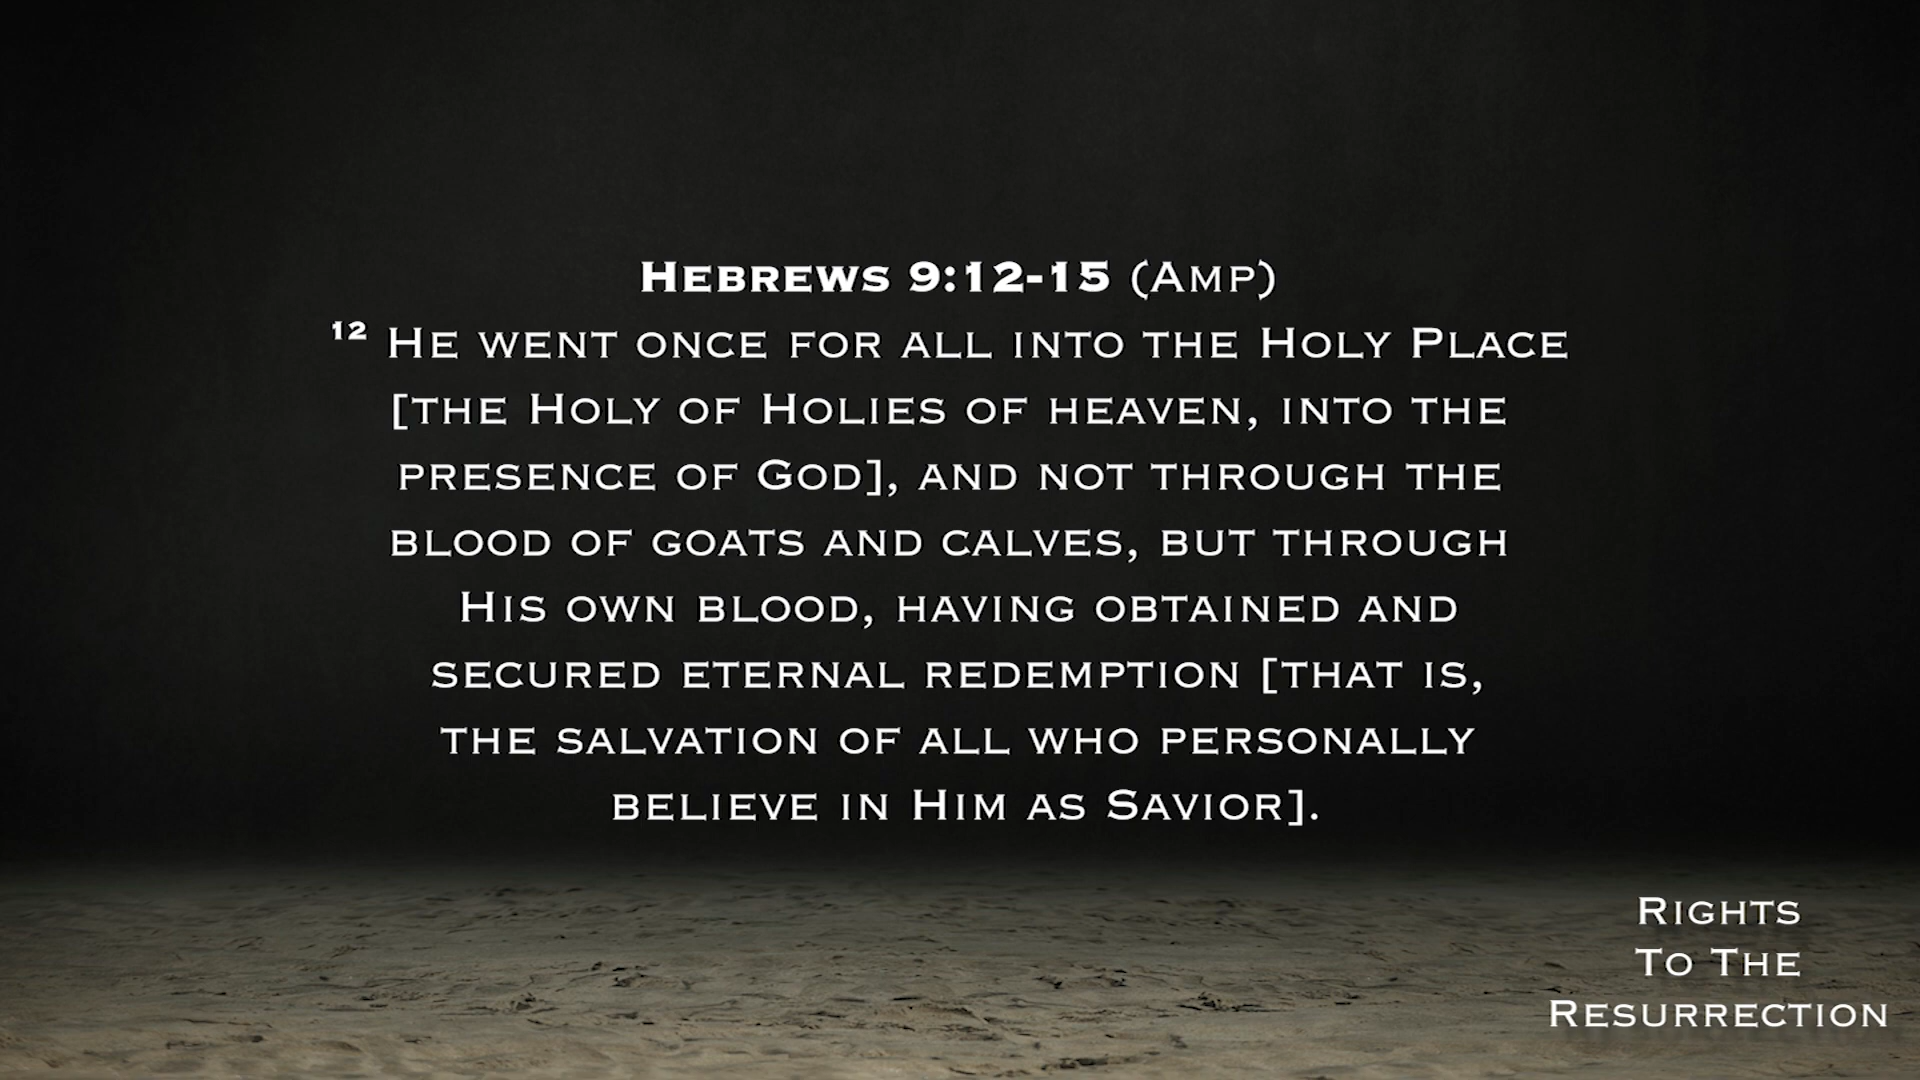 Hebrews 9:12-15 (Amp)
12 He went once for all into the Holy Place
[the Holy of Holies of heaven, into the
presence of God], and not through the
blood of goats and calves, but through
His own blood, having obtained and
secured eternal redemption [that is,
the salvation of all who personally
believe in Him as Savior].
Rights
To The
Resurrection